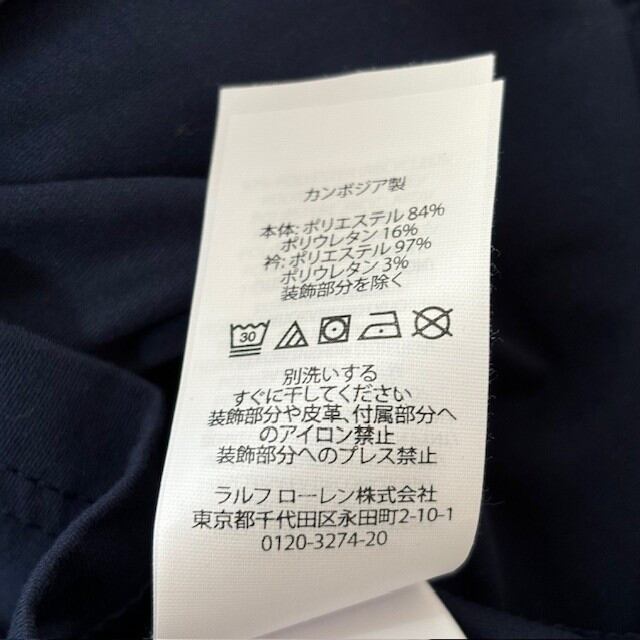 カンボジア製
本体: ポリエステル 84%
ポリウレタン 16%
衿: ポリエステル 97%
ポリウレタン 3%
装飾部分を除く
30
別洗いする
すぐに干してください
装飾部分や皮革、付属部分へ
のアイロン禁止
装飾部分へのプレス禁止
ラルフ ローレン株式会社
東京都千代田区永田町2-10-1
0120-3274-20